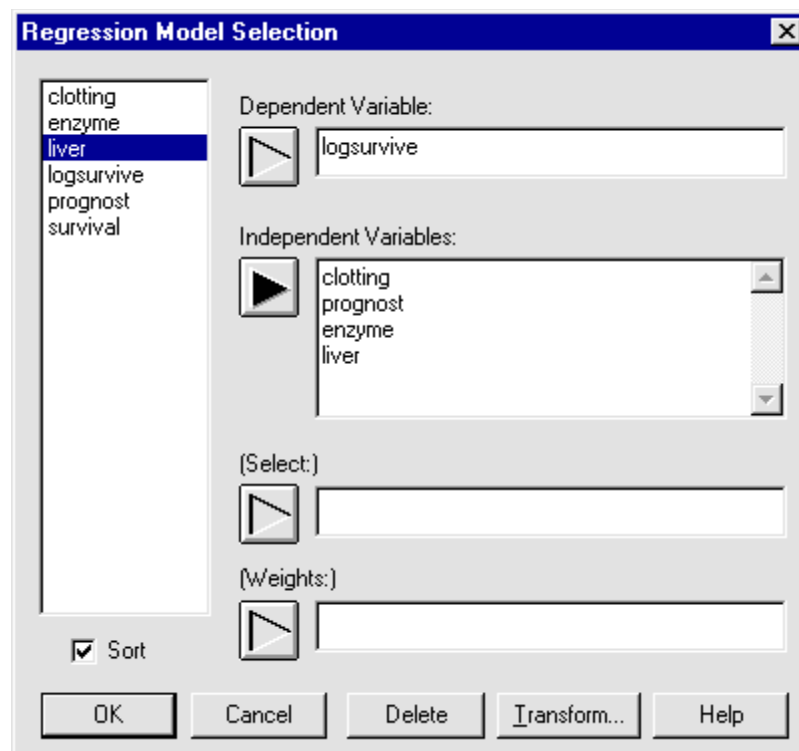 Regression Model Selection
clotting
enzyme
liver
logsurvive
prognost
survival
Dependent Variable:
logsurvive
Independent Variables:
clotting
prognost
enzyme
liver
(Select:)
(Weights:)
Sort
OK Cancel Delete Transform... Help